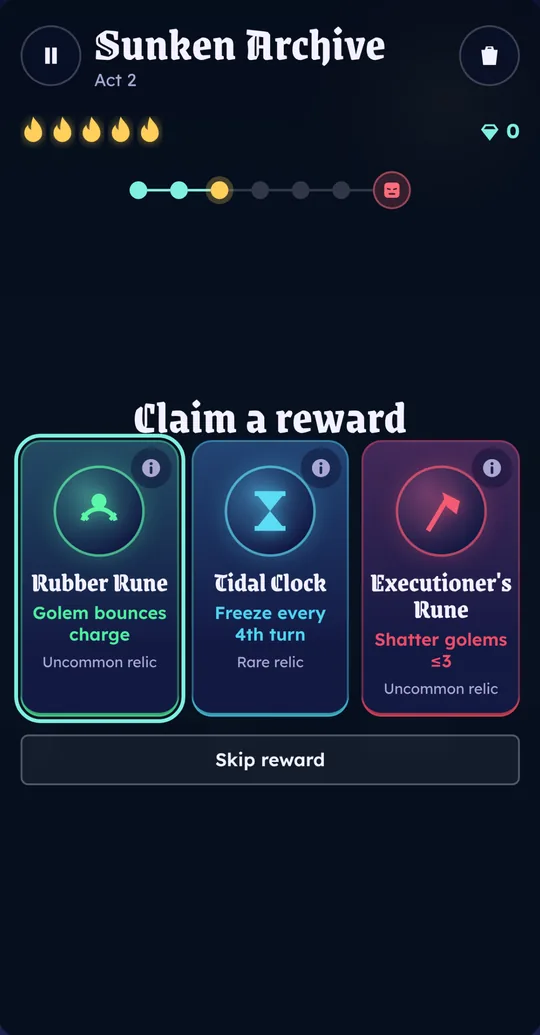 Sunken Archive
Act 2
0
Claim a reward
Rubber Rune
Golem bounces
charge
Uncommon relic
Tidal Clock
Freeze every
4th turn
Rare relic
Executioner's
Rune
Shatter golems
≤3
Uncommon relic
Skip reward